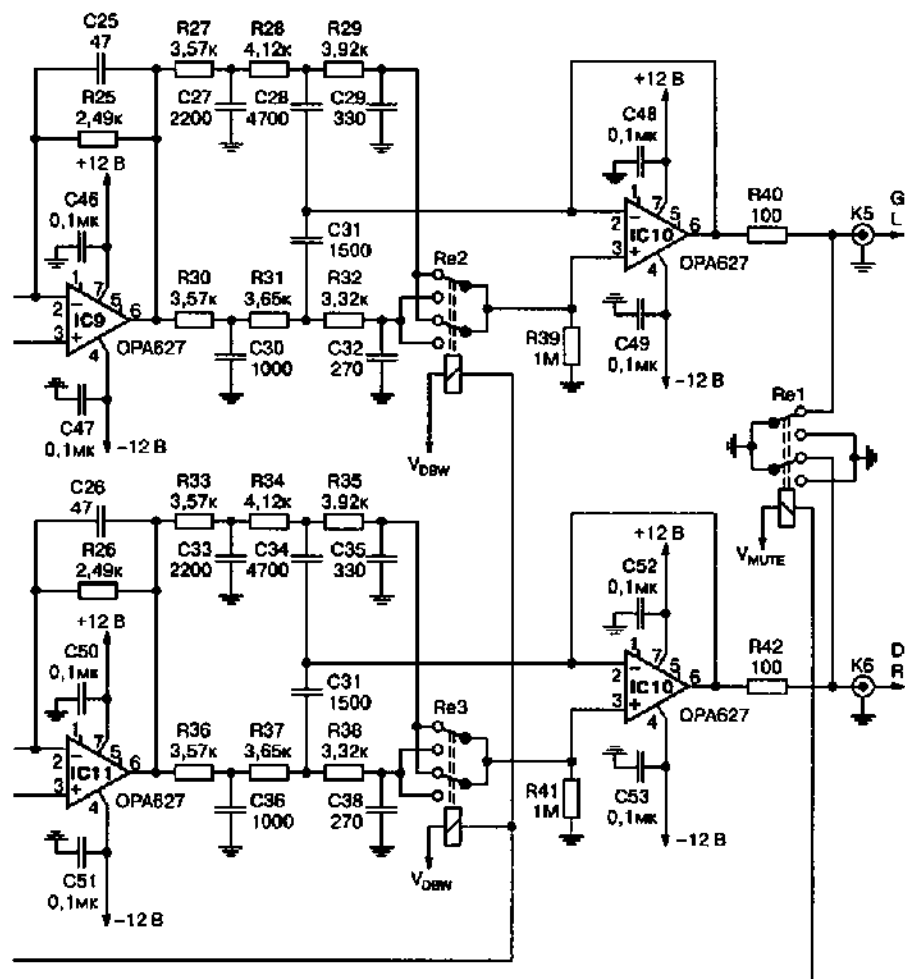 C25
47
R25
2,49к
+12 В
C46
0,1мк
1
7
5
6
2
3
4
−
+
IC9
OPA627
C47
0,1мк
−12 В
R27
3,57к
R28
4,12к
R29
3,92к
C27
2200
C28
4700
C29
330
C31
1500
R30
3,57к
R31
3,65к
R32
3,32к
C30
1000
C32
270
Re2
V DBW
+12 В
C48
0,1мк
1
7
5
6
2
3
4
−
+
IC10
OPA627
R39
1М
C49
0,1мк
−12 В
R40
100
K5
G
L
Re1
V MUTE
C26
47
R26
2,49к
+12 В
C50
0,1мк
1
7
5
6
2
3
4
−
+
IC11
OPA627
C51
0,1мк
−12 В
R33
3,57к
R34
4,12к
R35
3,92к
C33
2200
C34
4700
C35
330
C31
1500
R36
3,57к
R37
3,65к
R38
3,32к
C36
1000
C38
270
Re3
V DBW
+12 В
C52
0,1мк
1
7
5
6
2
3
4
−
+
IC10
OPA627
R41
1М
C53
0,1мк
−12 В
R42
100
K6
D
R